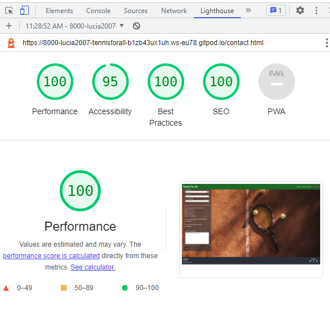 Elements Console Sources Network Lighthouse » 1
+ 11:28:52 AM - 8000-lucia2007-
https://8000-lucia2007-tennisforall-b1zb43ux1uh.ws-eu78.gitpod.io/contact.html
100 95 100 100 PWA
Performance Accessibility Best Practices SEO PWA
100
Performance
Values are estimated and may vary. The
performance score is calculated directly from these
metrics. See calculator.
0–49 50–89 90–100